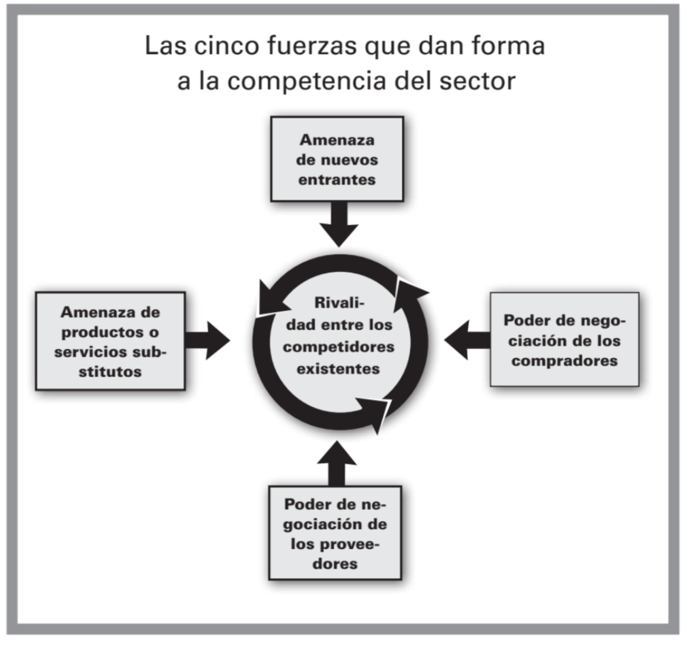 Las cinco fuerzas que dan forma
a la competencia del sector
Amenaza
de nuevos
entrantes
Amenaza de
productos o
servicios sub-
stitutos
Rivali-
dad entre los
competidores
existentes
Poder de nego-
ciación de los
compradores
Poder de ne-
gociación de
los provee-
dores